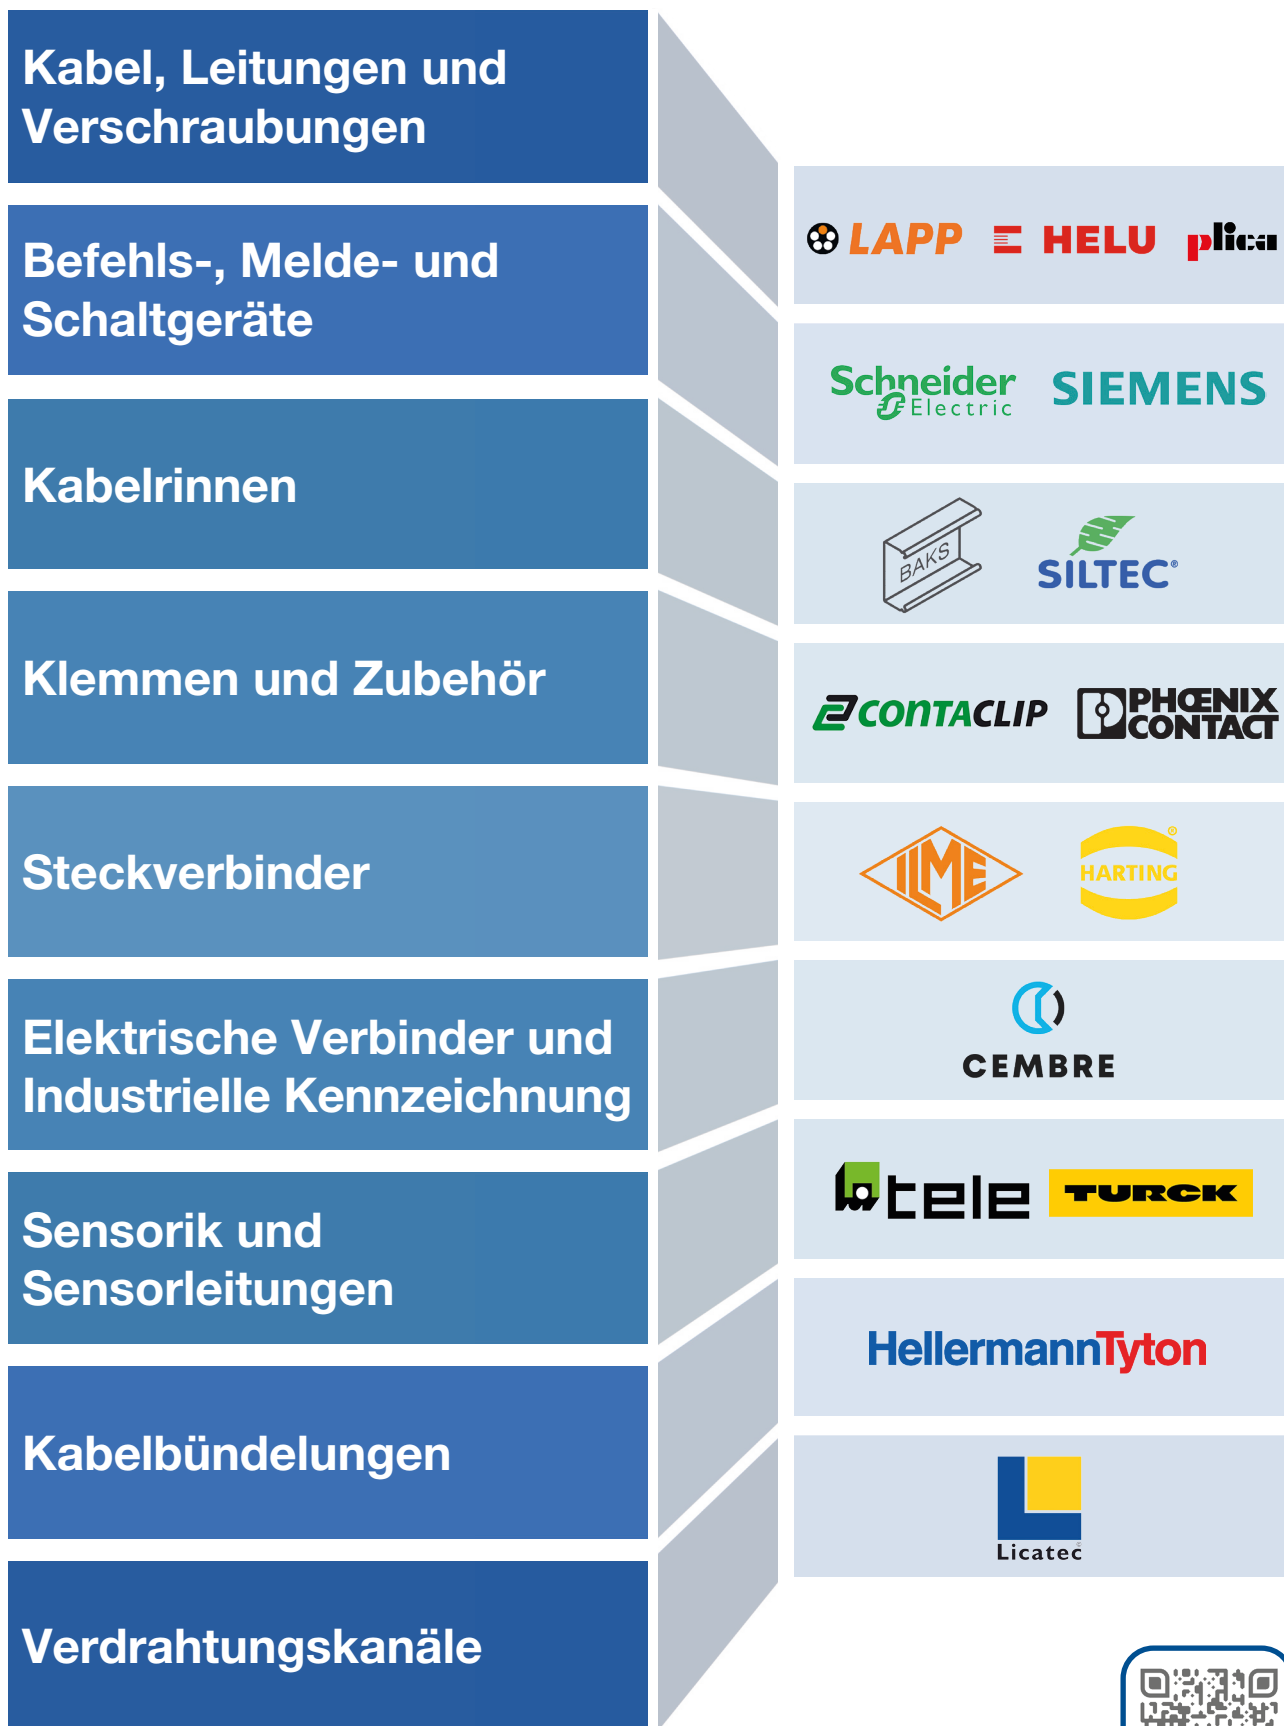 Kabel, Leitungen und
Verschraubungen
LAPP HELU plica
Befehls-, Melde- und
Schaltgeräte
Schneider
Electric
SIEMENS
Kabelrinnen
BAKS
SILTEC®
Klemmen und Zubehör
CONTACLIP
PHŒNIX
CONTACT
Steckverbinder
ILME
HARTING
®
Elektrische Verbinder und
Industrielle Kennzeichnung
CEMBRE
Sensorik und
Sensorleitungen
tele TURCK
Kabelbündelungen
HellermannTyton
Verdrahtungskanäle
Licatec
©